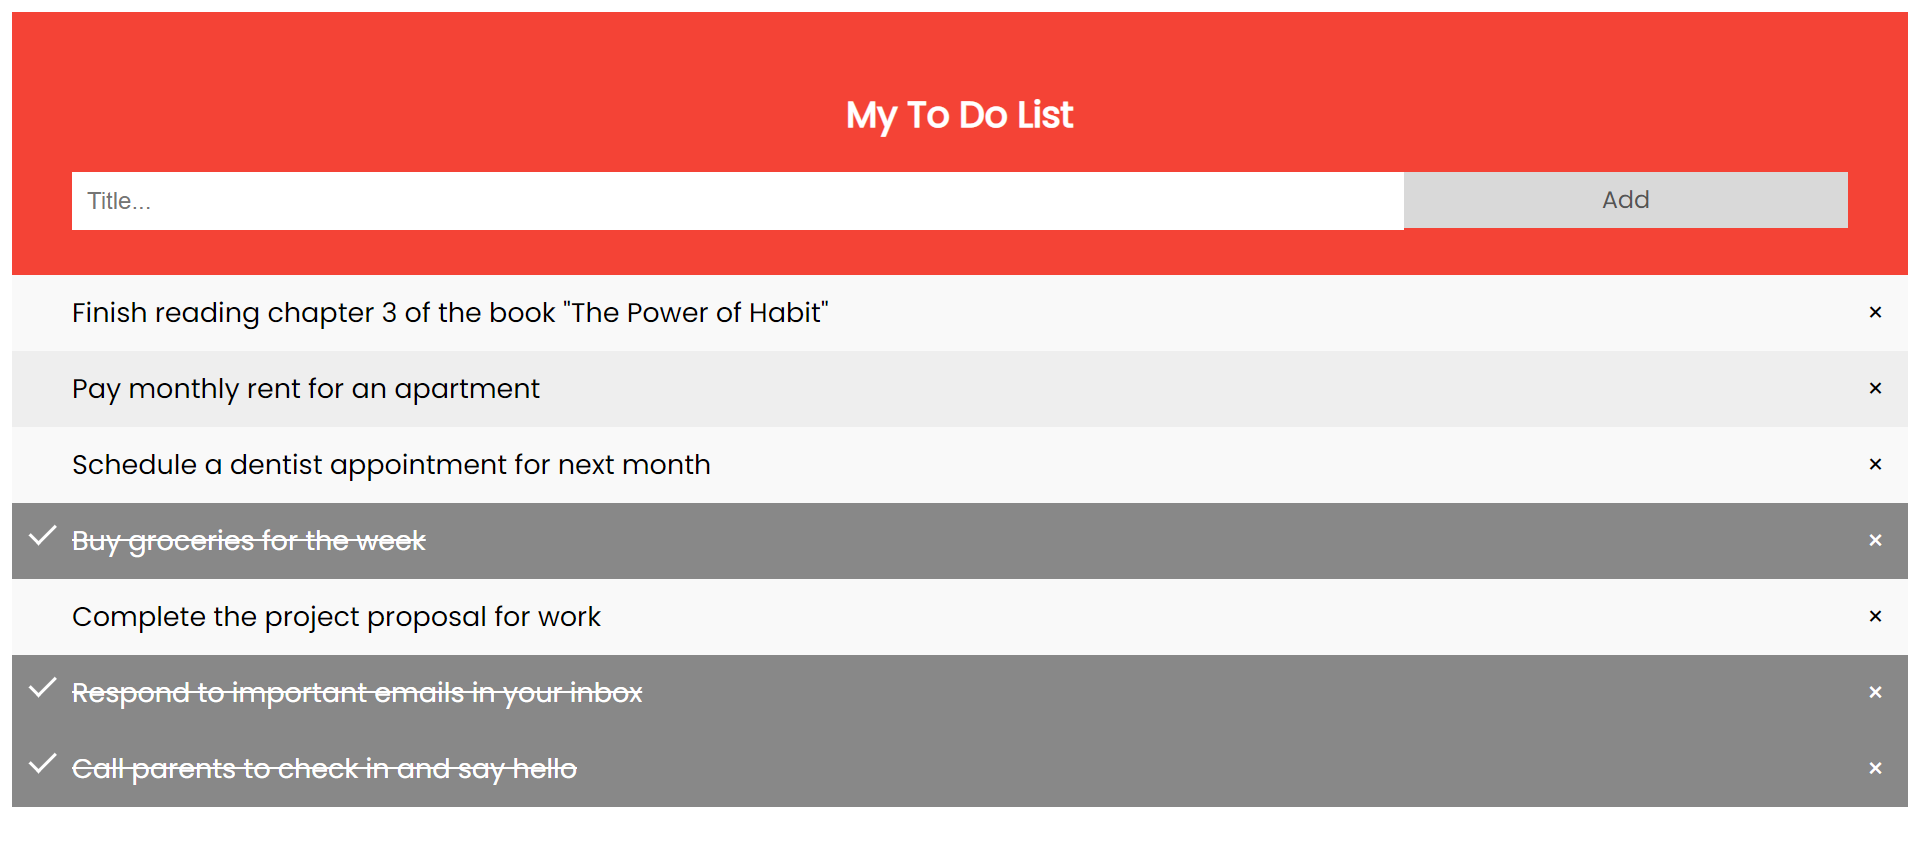 My To Do List
Title...
Add
Finish reading chapter 3 of the book "The Power of Habit"
×
Pay monthly rent for an apartment
×
Schedule a dentist appointment for next month
×
Buy groceries for the week
×
Complete the project proposal for work
×
Respond to important emails in your inbox
×
Call parents to check in and say hello
×